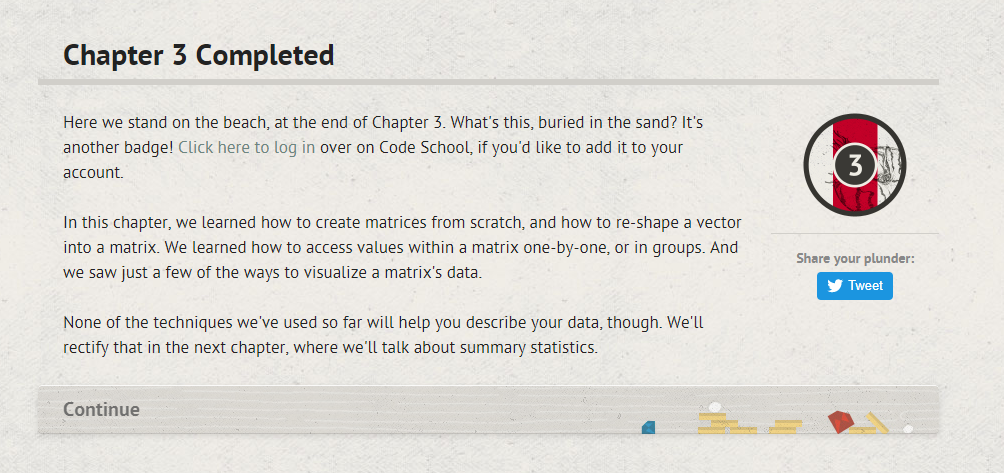 Chapter 3 Completed
Here we stand on the beach, at the end of Chapter 3. What's this, buried in the sand? It's
another badge! Click here to log in over on Code School, if you'd like to add it to your
account.
3
In this chapter, we learned how to create matrices from scratch, and how to re-shape a vector
into a matrix. We learned how to access values within a matrix one-by-one, or in groups. And
we saw just a few of the ways to visualize a matrix's data.
Share your plunder:
Tweet
None of the techniques we've used so far will help you describe your data, though. We'll
rectify that in the next chapter, where we'll talk about summary statistics.
Continue